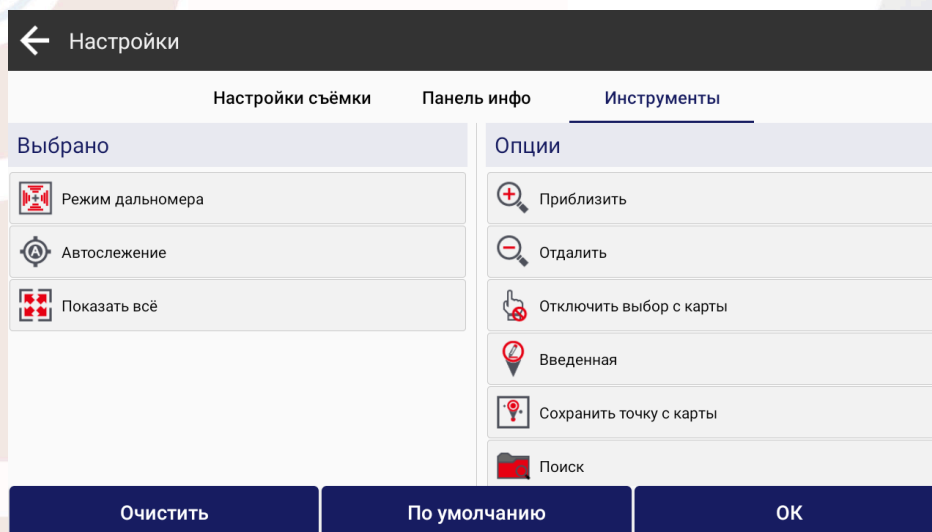 Настройки
Настройки съёмки Панель инфо Инструменты
Выбрано
Режим дальномера
Автослежение
Показать всё
Опции
Приблизить
Отдалить
Отключить выбор с карты
Введенная
Сохранить точку с карты
Поиск
Очистить По умолчанию ОК